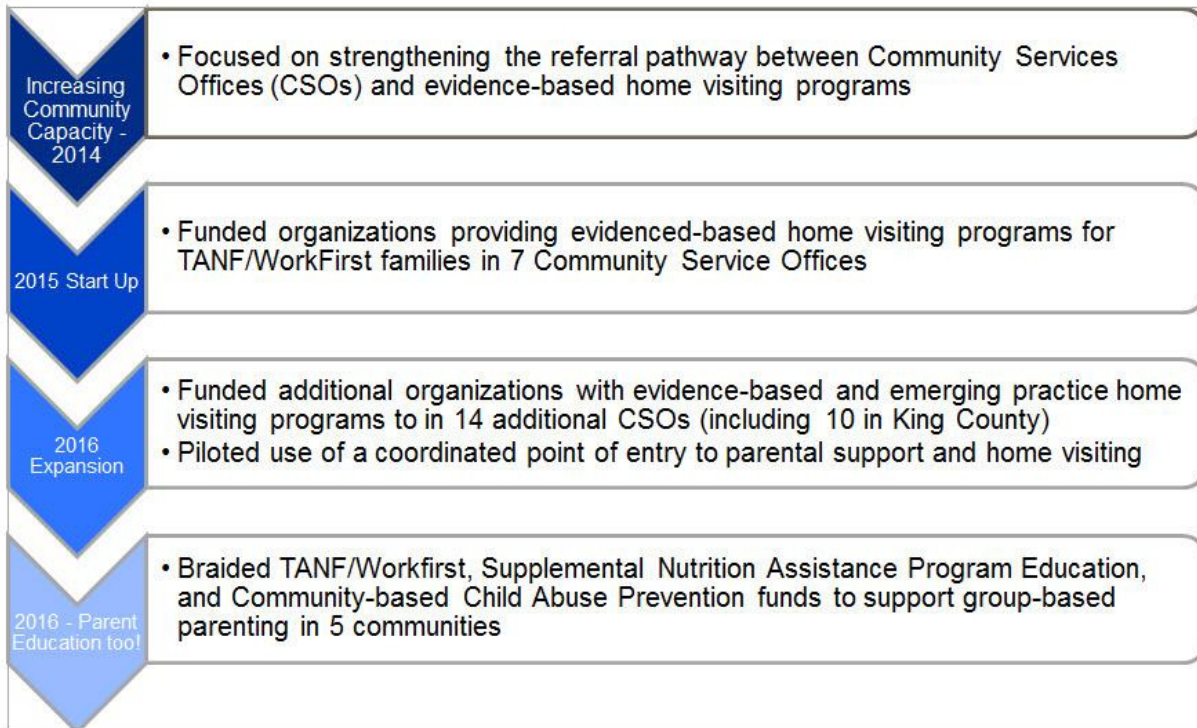 Increasing
Community
Capacity -
2014
• Focused on strengthening the referral pathway between Community Services
Offices (CSOs) and evidence-based home visiting programs
2015 Start Up
• Funded organizations providing evidenced-based home visiting programs for
TANF/WorkFirst families in 7 Community Service Offices
2016
Expansion
• Funded additional organizations with evidence-based and emerging practice home
visiting programs to in 14 additional CSOs (including 10 in King County)
• Piloted use of a coordinated point of entry to parental support and home visiting
2016 - Parent
Education too!
• Braided TANF/Workfirst, Supplemental Nutrition Assistance Program Education,
and Community-based Child Abuse Prevention funds to support group-based
parenting in 5 communities